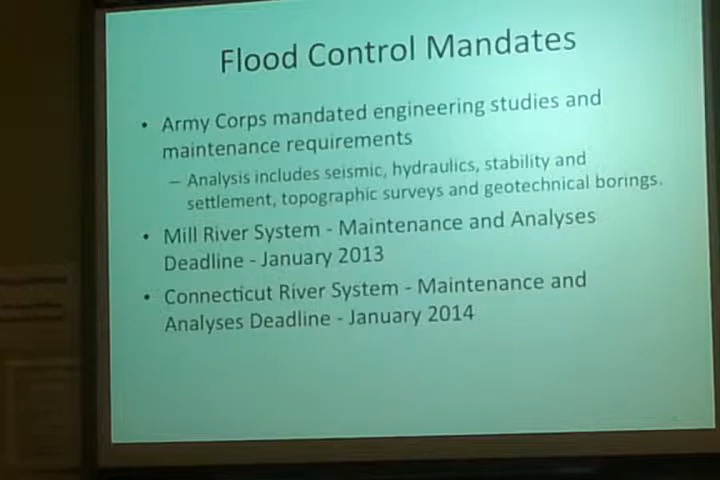 Flood Control Mandates
• Army Corps mandated engineering studies and
maintenance requirements
– Analysis includes seismic, hydraulics, stability and
settlement, topographic surveys and geotechnical borings.
• Mill River System - Maintenance and Analyses
Deadline - January 2013
• Connecticut River System - Maintenance and
Analyses Deadline - January 2014